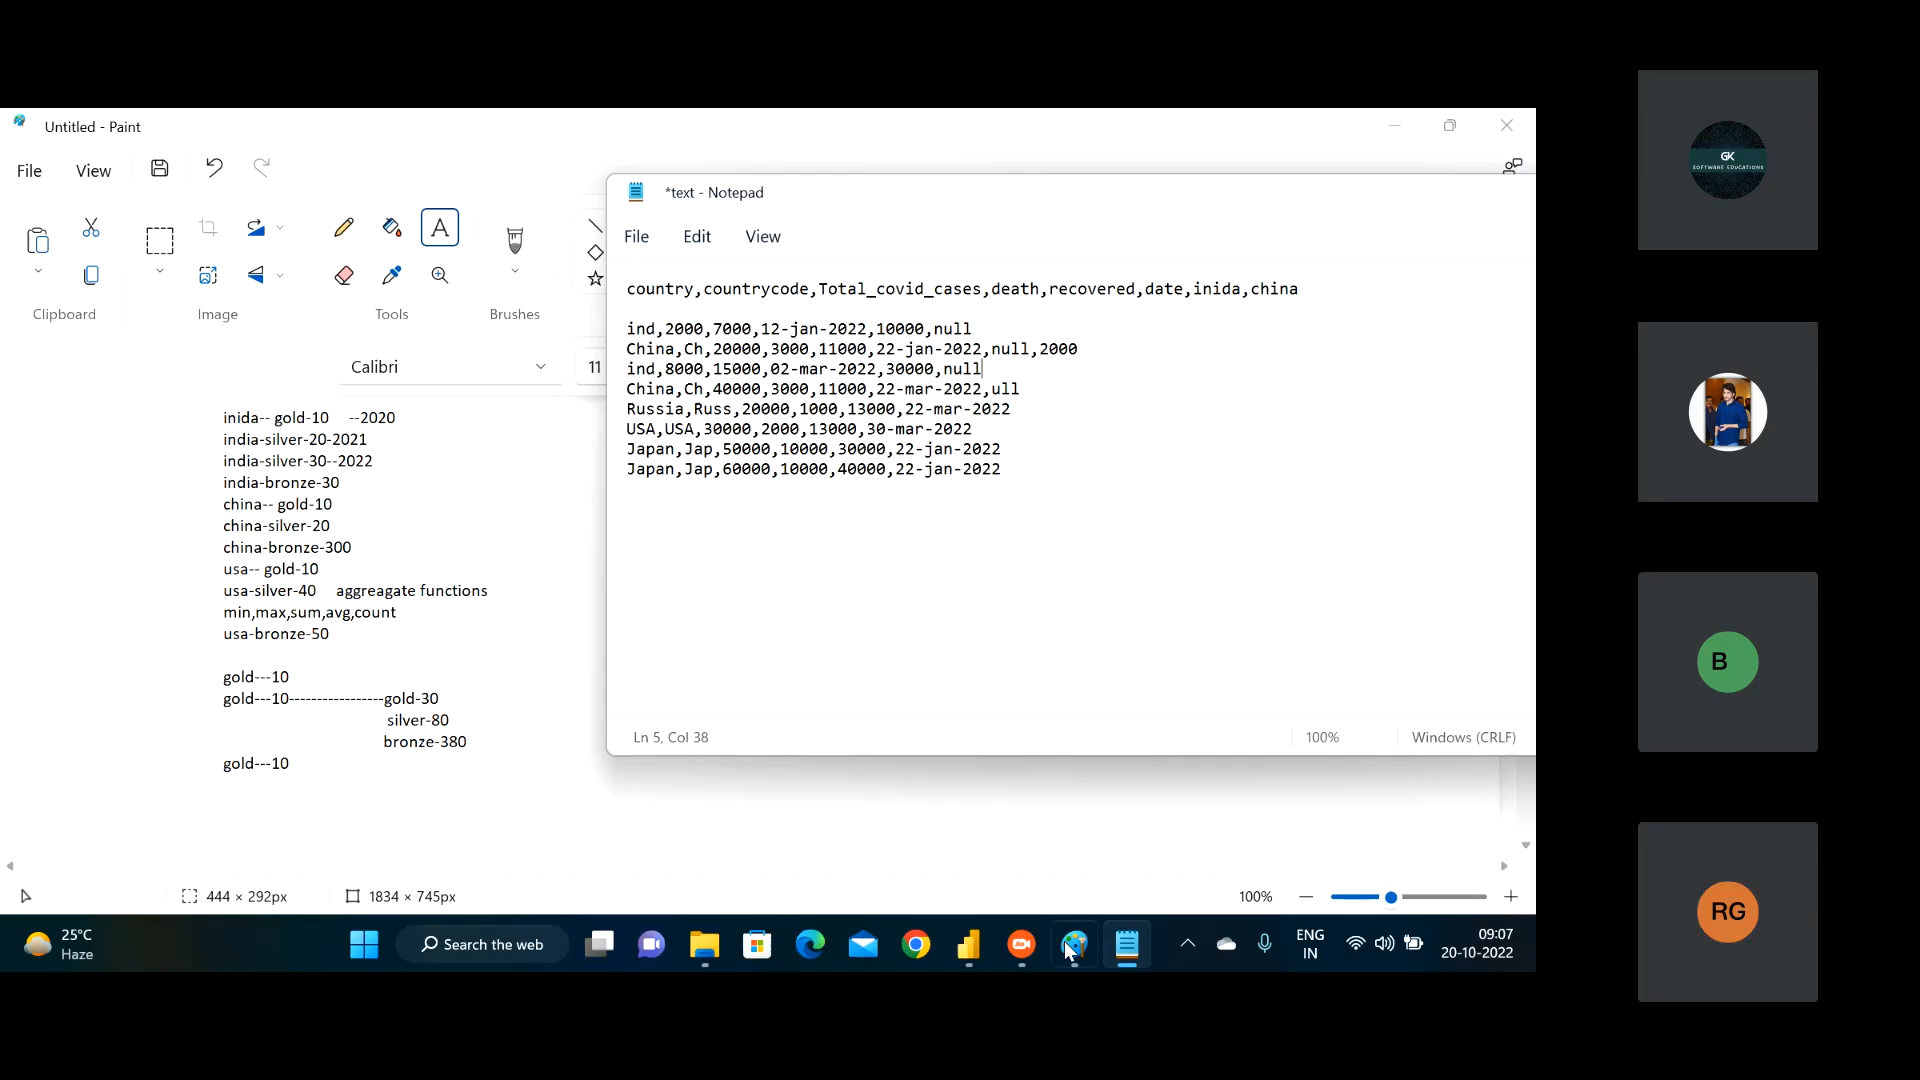 Untitled - Paint
File
View
Clipboard
Image
Tools
Brushes
Calibri
11
inida-- gold-10 --2020
india-silver-20-2021
india-silver-30--2022
india-bronze-30
china-- gold-10
china-silver-20
china-bronze-300
usa-- gold-10
usa-silver-40 aggreagate functions
min,max,sum,avg,count
usa-bronze-50
gold---10
gold---10-----------------gold-30
silver-80
bronze-380
gold---10
*text - Notepad
File
Edit
View
country,countrycode,Total_covid_cases,death,recovered,date,inida,china
ind,2000,7000,12-jan-2022,10000,null
China,Ch,20000,3000,11000,22-jan-2022,null,2000
ind,8000,15000,02-mar-2022,30000,null
China,Ch,40000,3000,11000,22-mar-2022,ull
Russia,Russ,20000,1000,13000,22-mar-2022
USA,USA,30000,2000,13000,30-mar-2022
Japan,Jap,50000,10000,30000,22-jan-2022
Japan,Jap,60000,10000,40000,22-jan-2022
Ln 5, Col 38
100%
Windows (CRLF)
444 × 292px
1834 × 745px
100%
25°C
Haze
Search the web
Jio
ENG
IN
09:07
20-10-2022
GK
SOFTWARE EDUCATIONS
B
RG